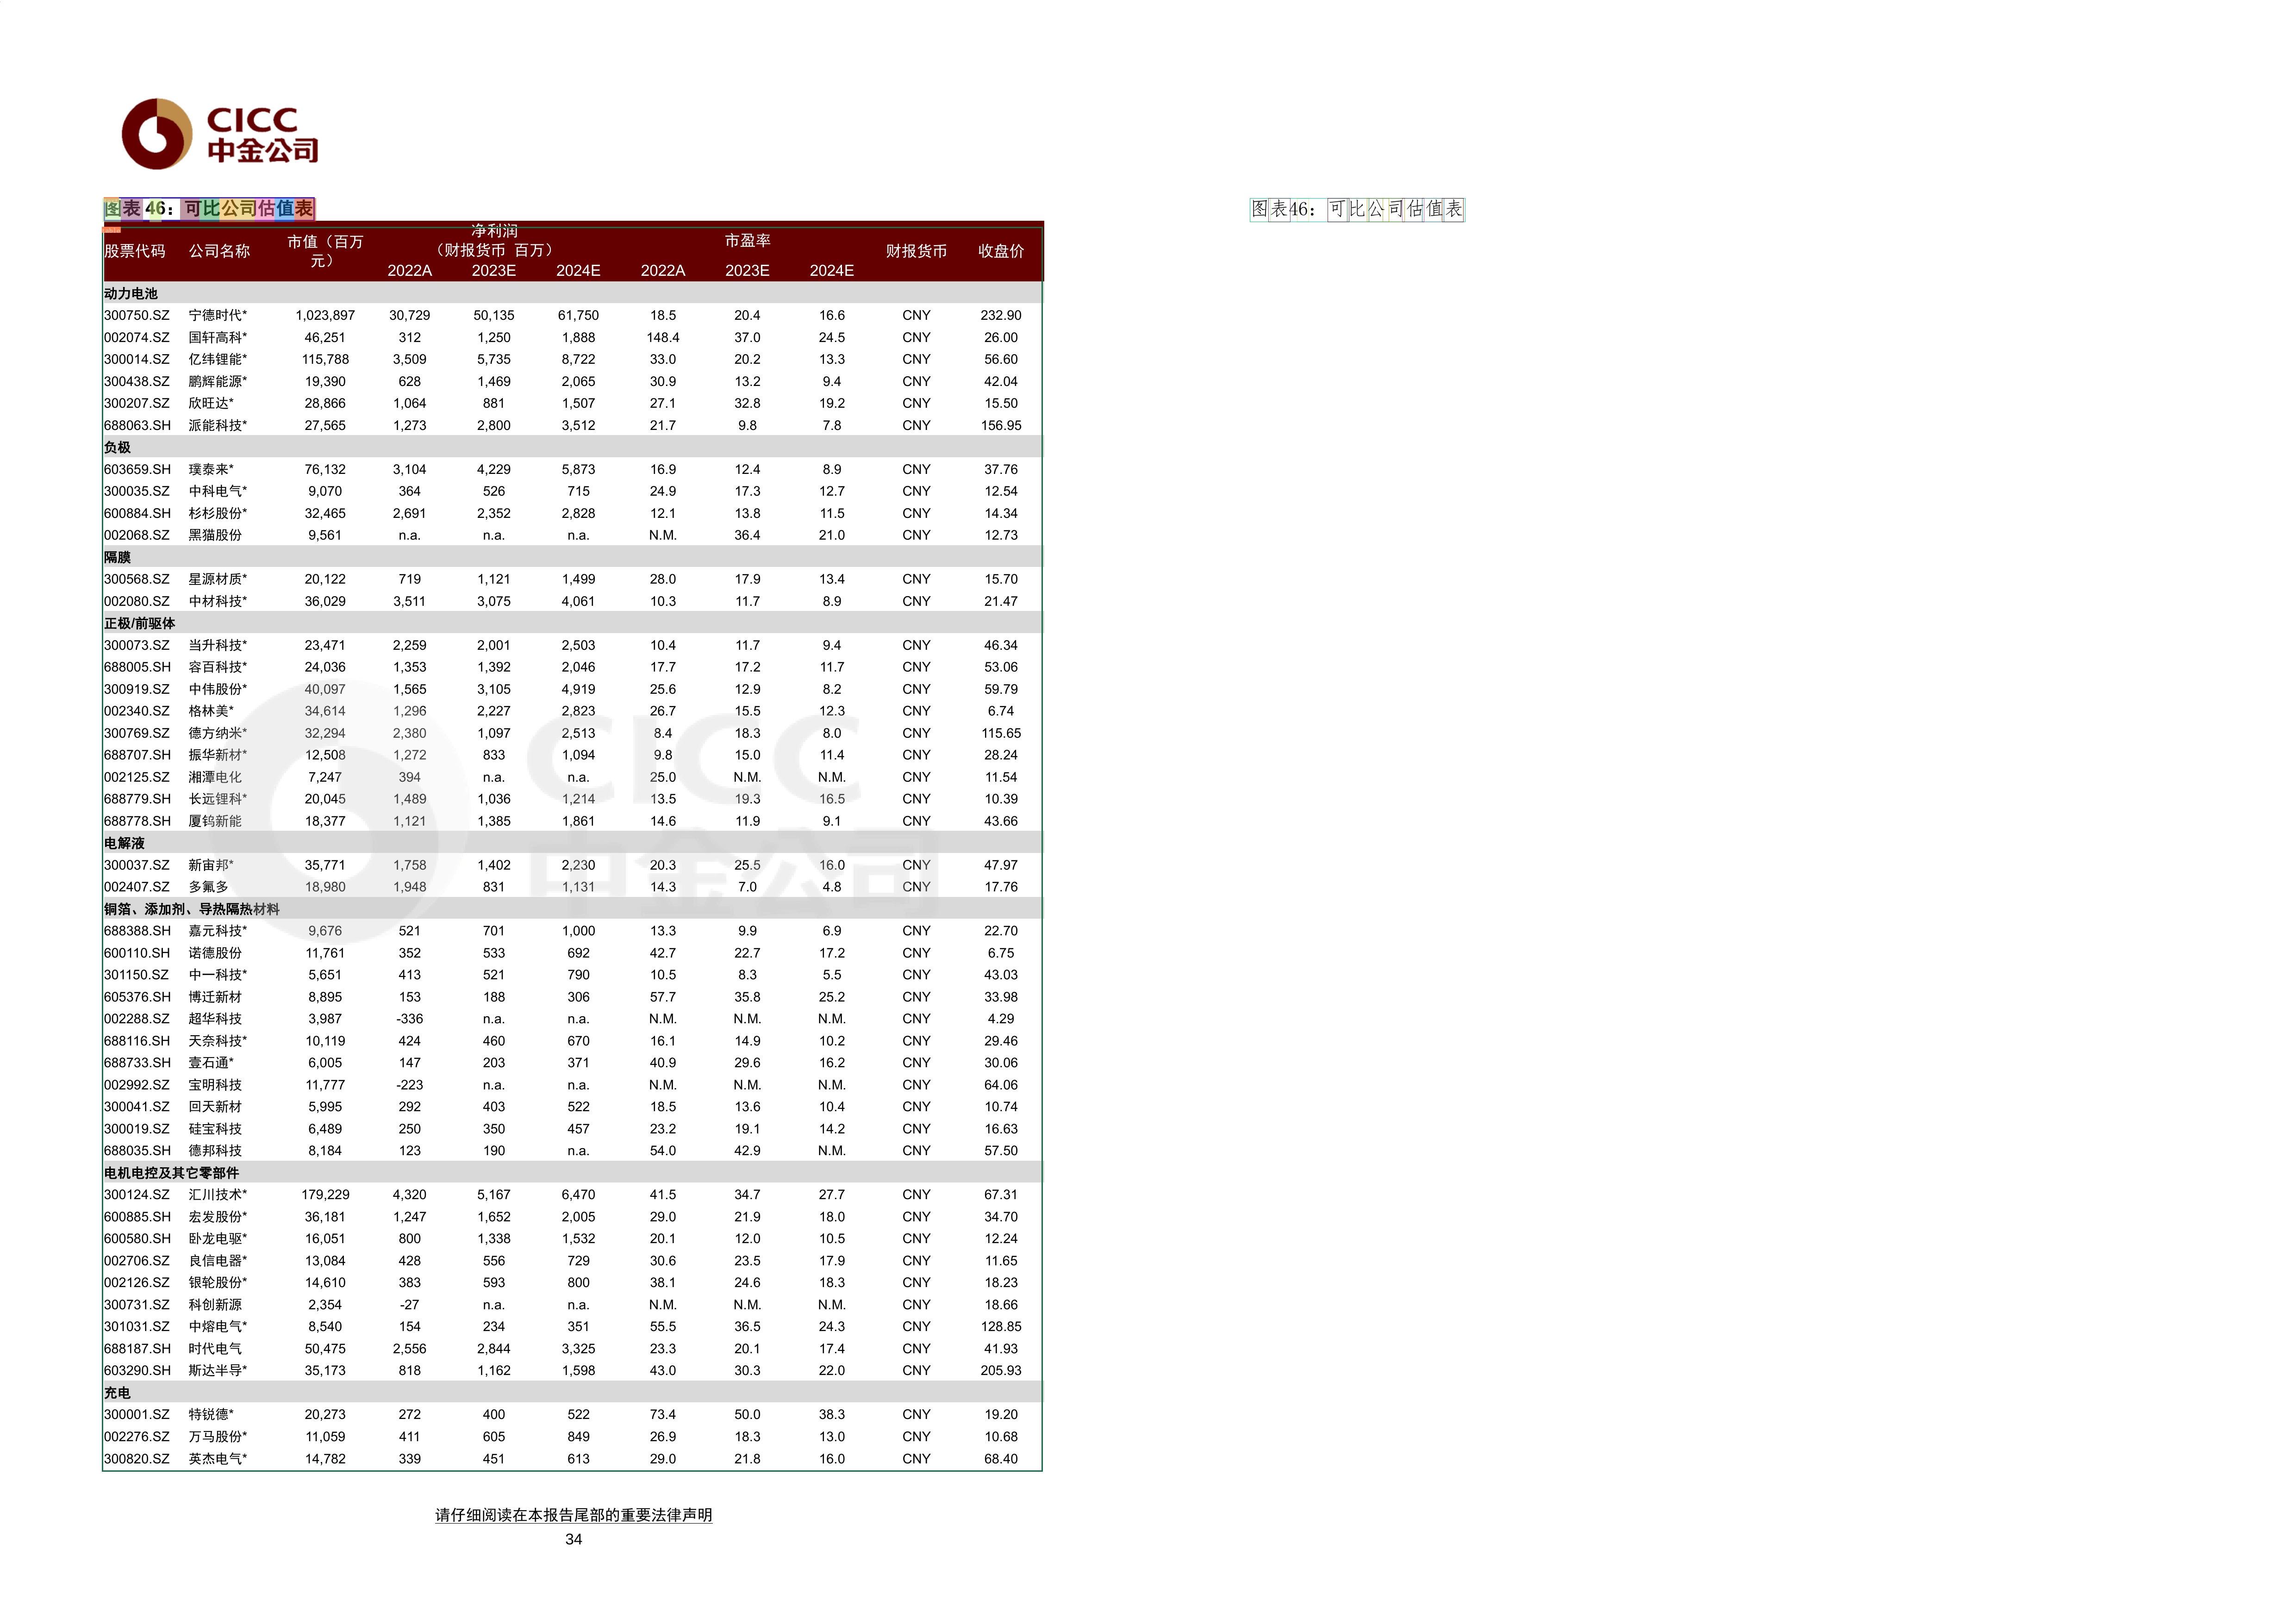 CICC
中金公司
图表 46：可比公司估值表
图表46：可比公司估值表
股票代码 公司名称 市值（百万元） 净利润（财报货币 百万） 市盈率 财报货币 收盘价
2022A 2023E 2024E 2022A 2023E 2024E
动力电池
300750.SZ 宁德时代* 1,023,897 30,729 50,135 61,750 18.5 20.4 16.6 CNY 232.90
002074.SZ 国轩高科* 46,251 312 1,250 1,888 148.4 37.0 24.5 CNY 26.00
300014.SZ 亿纬锂能* 115,788 3,509 5,735 8,722 33.0 20.2 13.3 CNY 56.60
300438.SZ 鹏辉能源* 19,390 628 1,469 2,065 30.9 13.2 9.4 CNY 42.04
300207.SZ 欣旺达* 28,866 1,064 881 1,507 27.1 32.8 19.2 CNY 15.50
688063.SH 派能科技* 27,565 1,273 2,800 3,512 21.7 9.8 7.8 CNY 156.95
负极
603659.SH 璞泰来* 76,132 3,104 4,229 5,873 16.9 12.4 8.9 CNY 37.76
300035.SZ 中科电气* 9,070 364 526 715 24.9 17.3 12.7 CNY 12.54
600884.SH 杉杉股份* 32,465 2,691 2,352 2,828 12.1 13.8 11.5 CNY 14.34
002068.SZ 黑猫股份 9,561 n.a. n.a. n.a. N.M. 36.4 21.0 CNY 12.73
隔膜
300568.SZ 星源材质* 20,122 719 1,121 1,499 28.0 17.9 13.4 CNY 15.70
002080.SZ 中材科技* 36,029 3,511 3,075 4,061 10.3 11.7 8.9 CNY 21.47
正极/前驱体
300073.SZ 当升科技* 23,471 2,259 2,001 2,503 10.4 11.7 9.4 CNY 46.34
688005.SH 容百科技* 24,036 1,353 1,392 2,046 17.7 17.2 11.7 CNY 53.06
300919.SZ 中伟股份* 40,097 1,565 3,105 4,919 25.6 12.9 8.2 CNY 59.79
002340.SZ 格林美* 34,614 1,296 2,227 2,823 26.7 15.5 12.3 CNY 6.74
300769.SZ 德方纳米* 32,294 2,380 1,097 2,513 8.4 18.3 8.0 CNY 115.65
688707.SH 振华新材* 12,508 1,272 833 1,094 9.8 15.0 11.4 CNY 28.24
002125.SZ 湘潭电化 7,247 394 n.a. n.a. 25.0 N.M. N.M. CNY 11.54
688779.SH 长远锂科* 20,045 1,489 1,036 1,214 13.5 19.3 16.5 CNY 10.39
688778.SH 厦钨新能 18,377 1,121 1,385 1,861 14.6 11.9 9.1 CNY 43.66
电解液
300037.SZ 新宙邦* 35,771 1,758 1,402 2,230 20.3 25.5 16.0 CNY 47.97
002407.SZ 多氟多 18,980 1,948 831 1,131 14.3 7.0 4.8 CNY 17.76
铜箔、添加剂、导热隔热材料
688388.SH 嘉元科技* 9,676 521 701 1,000 13.3 9.9 6.9 CNY 22.70
600110.SH 诺德股份 11,761 352 533 692 42.7 22.7 17.2 CNY 6.75
301150.SZ 中一科技* 5,651 413 521 790 10.5 8.3 5.5 CNY 43.03
605376.SH 博迁新材 8,895 153 188 306 57.7 35.8 25.2 CNY 33.98
002288.SZ 超华科技 3,987 -336 n.a. n.a. N.M. N.M. N.M. CNY 4.29
688116.SH 天奈科技* 10,119 424 460 670 16.1 14.9 10.2 CNY 29.46
688733.SH 壹石通* 6,005 147 203 371 40.9 29.6 16.2 CNY 30.06
002992.SZ 宝明科技 11,777 -223 n.a. n.a. N.M. N.M. N.M. CNY 64.06
300041.SZ 回天新材 5,995 292 403 522 18.5 13.6 10.4 CNY 10.74
300019.SZ 硅宝科技 6,489 250 350 457 23.2 19.1 14.2 CNY 16.63
688035.SH 德邦科技 8,184 123 190 n.a. 54.0 42.9 N.M. CNY 57.50
电机电控及其它零部件
300124.SZ 汇川技术* 179,229 4,320 5,167 6,470 41.5 34.7 27.7 CNY 67.31
600885.SH 宏发股份* 36,181 1,247 1,652 2,005 29.0 21.9 18.0 CNY 34.70
600580.SH 卧龙电驱* 16,051 800 1,338 1,532 20.1 12.0 10.5 CNY 12.24
002706.SZ 良信电器* 13,084 428 556 729 30.6 23.5 17.9 CNY 11.65
002126.SZ 银轮股份* 14,610 383 593 800 38.1 24.6 18.3 CNY 18.23
300731.SZ 科创新源 2,354 -27 n.a. n.a. N.M. N.M. N.M. CNY 18.66
301031.SZ 中熔电气* 8,540 154 234 351 55.5 36.5 24.3 CNY 128.85
688187.SH 时代电气 50,475 2,556 2,844 3,325 23.3 20.1 17.4 CNY 41.93
603290.SH 斯达半导* 35,173 818 1,162 1,598 43.0 30.3 22.0 CNY 205.93
充电
300001.SZ 特锐德* 20,273 272 400 522 73.4 50.0 38.3 CNY 19.20
002276.SZ 万马股份* 11,059 411 605 849 26.9 18.3 13.0 CNY 10.68
300820.SZ 英杰电气* 14,782 339 451 613 29.0 21.8 16.0 CNY 68.40
CICC
中金公司
请仔细阅读在本报告尾部的重要法律声明
34